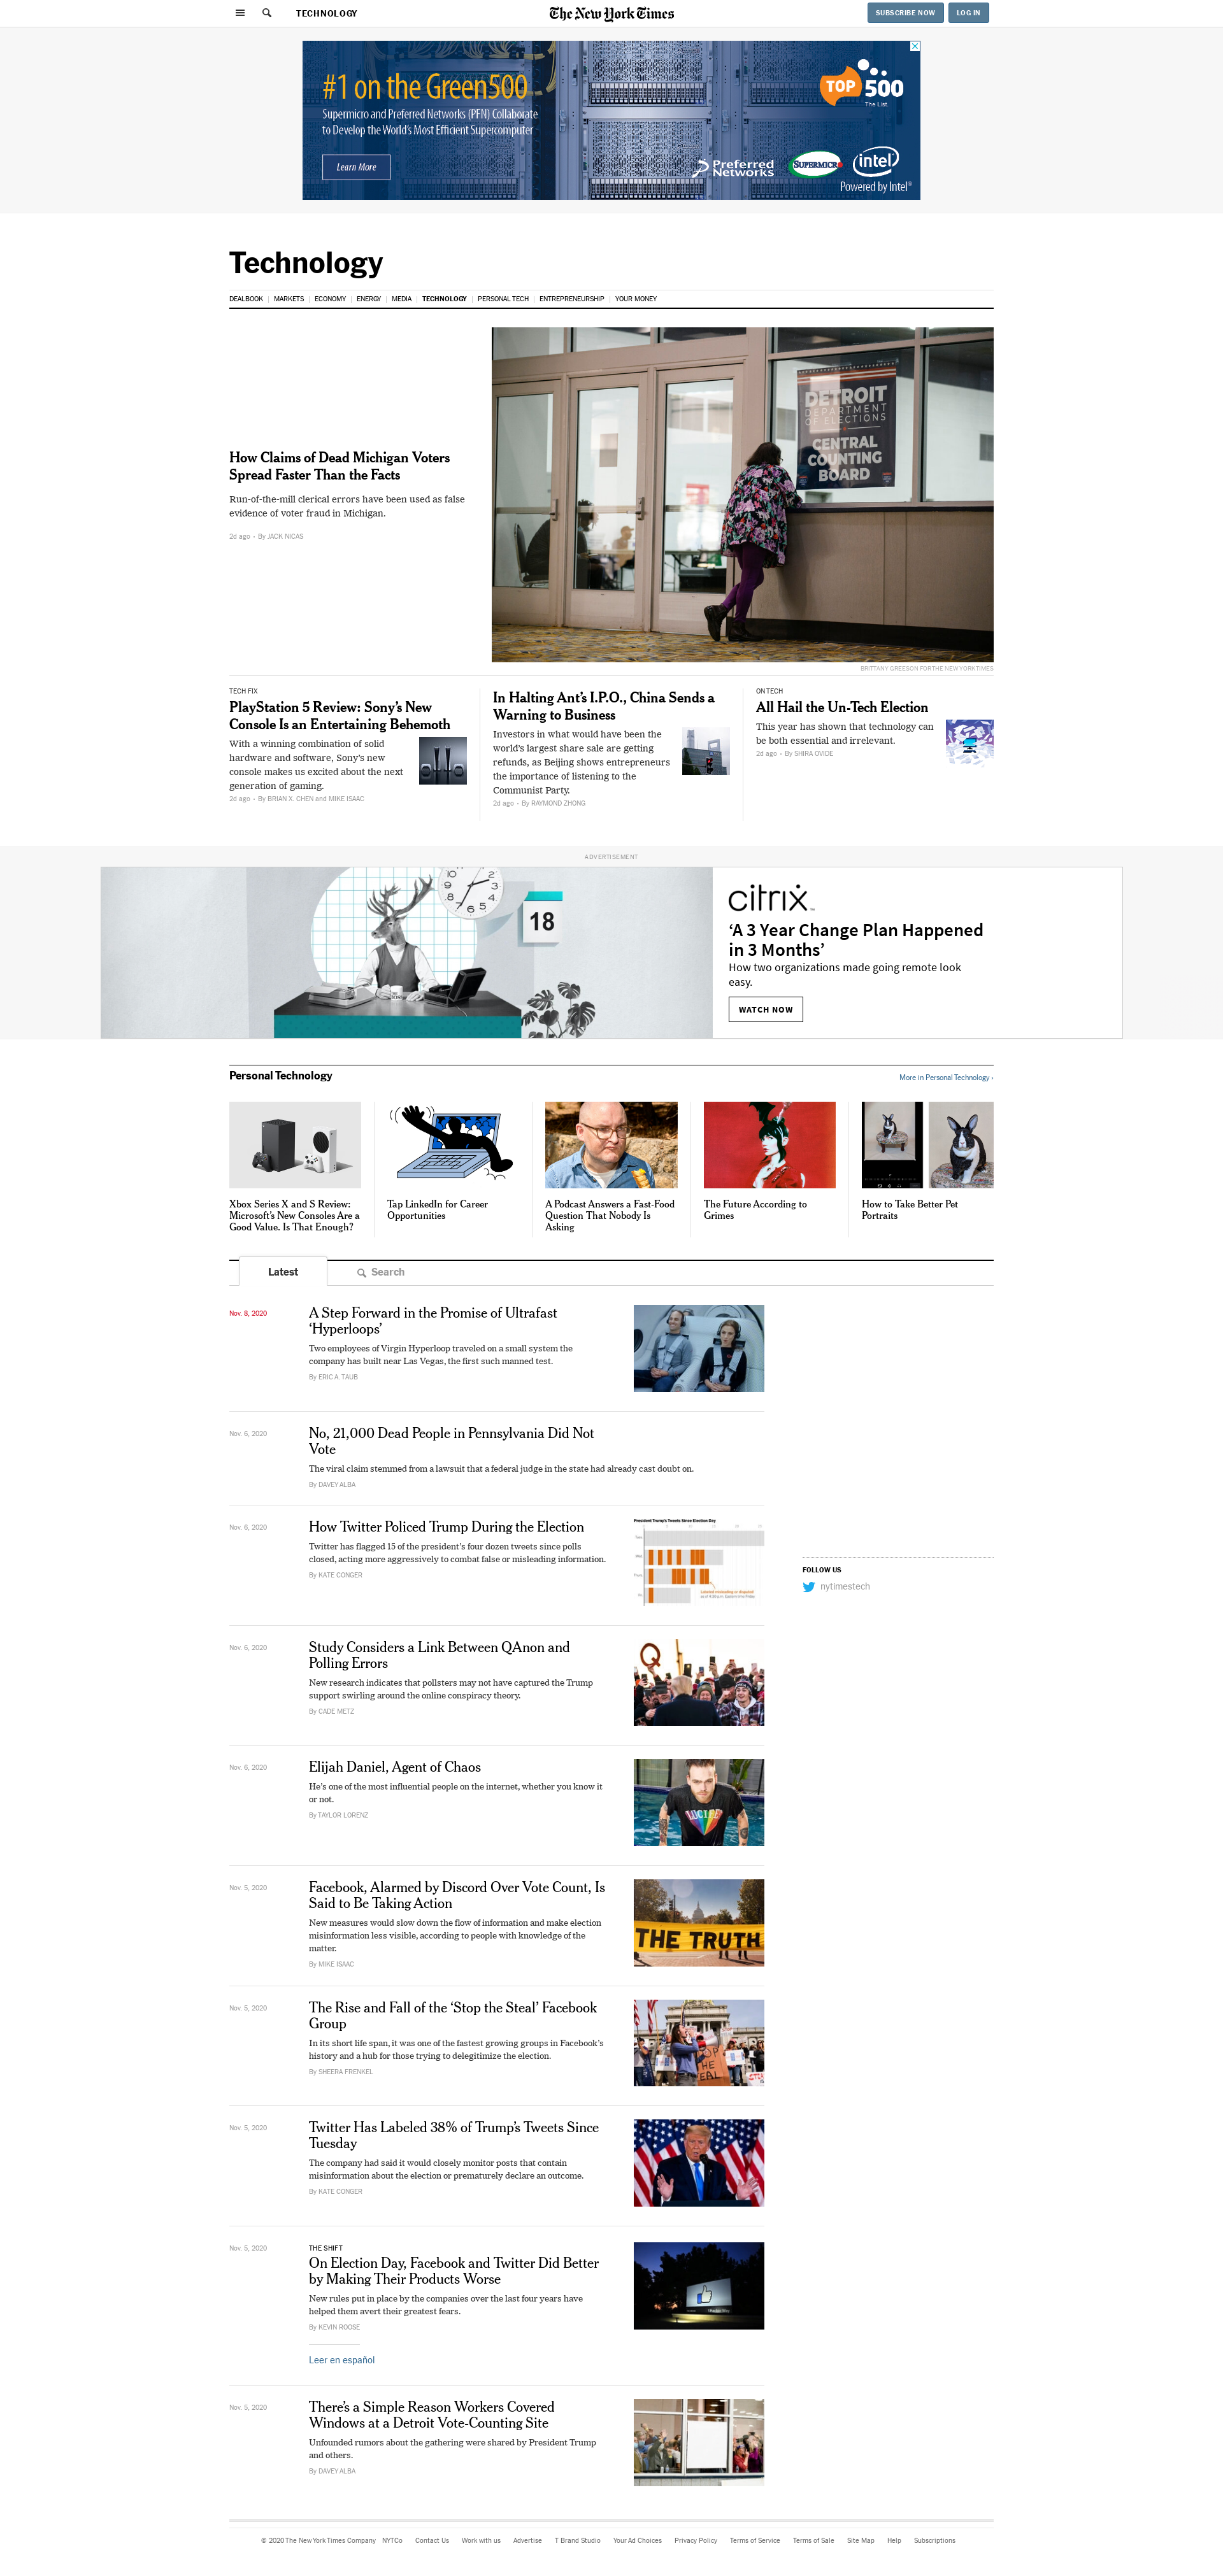 TECHNOLOGY
The New York Times
SUBSCRIBE NOW
LOG IN
#1 on the Green500
Supermicro and Preferred Networks (PFN) Collaborate
to Develop the World's Most Efficient Supercomputer
Learn More
TOP 500
The List.
Preferred Networks
SUPERMICRO
intel
Powered by Intel®
Technology
DEALBOOK | MARKETS | ECONOMY | ENERGY | MEDIA | TECHNOLOGY | PERSONAL TECH | ENTREPRENEURSHIP | YOUR MONEY
How Claims of Dead Michigan Voters
Spread Faster Than the Facts
Run-of-the-mill clerical errors have been used as false
evidence of voter fraud in Michigan.
2d ago • By JACK NICAS
DETROIT
DEPARTMENT
OF ELECTIONS
CENTRAL
COUNTING
BOARD
BRITTANY GREESON FOR THE NEW YORK TIMES
TECH FIX
PlayStation 5 Review: Sony’s New
Console Is an Entertaining Behemoth
With a winning combination of solid
hardware and software, Sony’s new
console makes us excited about the next
generation of gaming.
2d ago • By BRIAN X. CHEN and MIKE ISAAC
In Halting Ant’s I.P.O., China Sends a
Warning to Business
Investors in what would have been the
world’s largest share sale are getting
refunds, as Beijing shows entrepreneurs
the importance of listening to the
Communist Party.
2d ago • By RAYMOND ZHONG
ON TECH
All Hail the Un-Tech Election
This year has shown that technology can
be both essential and irrelevant.
2d ago • By SHIRA OVIDE
ADVERTISEMENT
18
citrix
‘A 3 Year Change Plan Happened
in 3 Months’
How two organizations made going remote look
easy.
WATCH NOW
Personal Technology
More in Personal Technology ›
Xbox Series X and S Review:
Microsoft’s New Consoles Are a
Good Value. Is That Enough?
Tap LinkedIn for Career
Opportunities
A Podcast Answers a Fast-Food
Question That Nobody Is
Asking
The Future According to
Grimes
How to Take Better Pet
Portraits
Latest
Search
Nov. 8, 2020
A Step Forward in the Promise of Ultrafast
‘Hyperloops’
Two employees of Virgin Hyperloop traveled on a small system the
company has built near Las Vegas, the first such manned test.
By ERIC A. TAUB
Nov. 6, 2020
No, 21,000 Dead People in Pennsylvania Did Not
Vote
The viral claim stemmed from a lawsuit that a federal judge in the state had already cast doubt on.
By DAVEY ALBA
Nov. 6, 2020
How Twitter Policed Trump During the Election
Twitter has flagged 15 of the president’s four dozen tweets since polls
closed, acting more aggressively to combat false or misleading information.
By KATE CONGER
President Trump's Tweets Since Election Day
FOLLOW US
nytimestech
Nov. 6, 2020
Study Considers a Link Between QAnon and
Polling Errors
New research indicates that pollsters may not have captured the Trump
support swirling around the online conspiracy theory.
By CADE METZ
Q
Nov. 6, 2020
Elijah Daniel, Agent of Chaos
He’s one of the most influential people on the internet, whether you know it
or not.
By TAYLOR LORENZ
Nov. 5, 2020
Facebook, Alarmed by Discord Over Vote Count, Is
Said to Be Taking Action
New measures would slow down the flow of information and make election
misinformation less visible, according to people with knowledge of the
matter.
By MIKE ISAAC
THE TRUTH
Nov. 5, 2020
The Rise and Fall of the ‘Stop the Steal’ Facebook
Group
In its short life span, it was one of the fastest growing groups in Facebook’s
history and a hub for those trying to delegitimize the election.
By SHEERA FRENKEL
Nov. 5, 2020
Twitter Has Labeled 38% of Trump’s Tweets Since
Tuesday
The company had said it would closely monitor posts that contain
misinformation about the election or prematurely declare an outcome.
By KATE CONGER
Nov. 5, 2020
THE SHIFT
On Election Day, Facebook and Twitter Did Better
by Making Their Products Worse
New rules put in place by the companies over the last four years have
helped them avert their greatest fears.
By KEVIN ROOSE
Leer en español
Nov. 5, 2020
There’s a Simple Reason Workers Covered
Windows at a Detroit Vote-Counting Site
Unfounded rumors about the gathering were shared by President Trump
and others.
By DAVEY ALBA
© 2020 The New York Times Company NYTCo Contact Us Work with us Advertise T Brand Studio Your Ad Choices Privacy Policy Terms of Service Terms of Sale Site Map Help Subscriptions